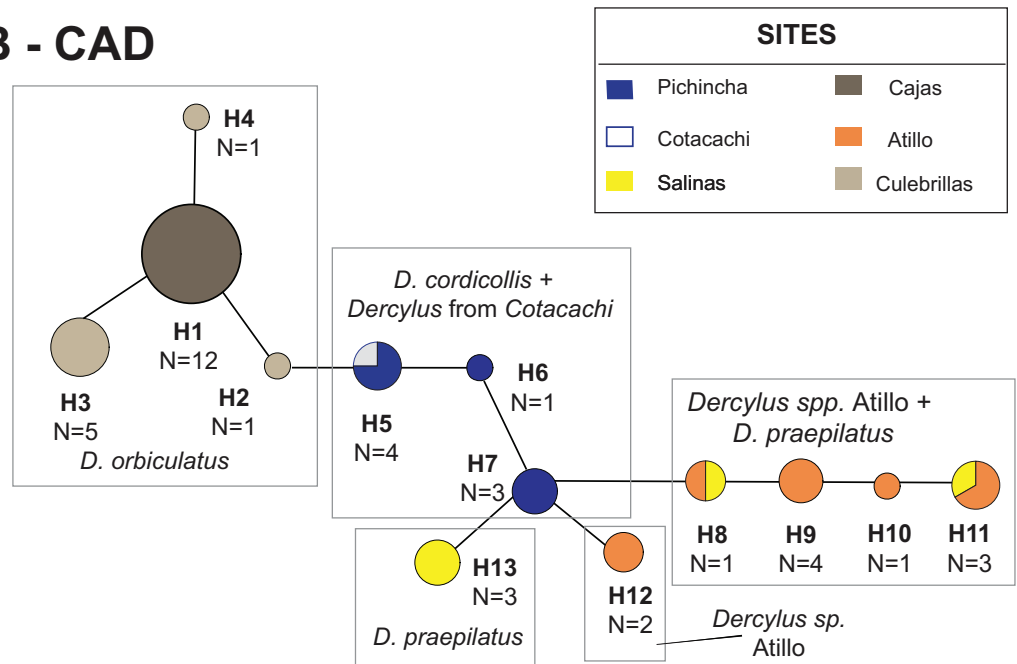 - CAD
SITES
Pichincha
Cajas
Cotacachi
Atillo
Salinas
Culebrillas
H4
N=1
H1
N=12
H3
N=5
H2
N=1
D. orbiculatus
D. cordicollis +
Dercylus from Cotacachi
H5
N=4
H6
N=1
H7
N=3
Dercylus spp. Atillo +
D. praepilatus
H8
N=1
H9
N=4
H10
N=1
H11
N=3
H13
N=3
D. praepilatus
H12
N=2
Dercylus sp.
Atillo